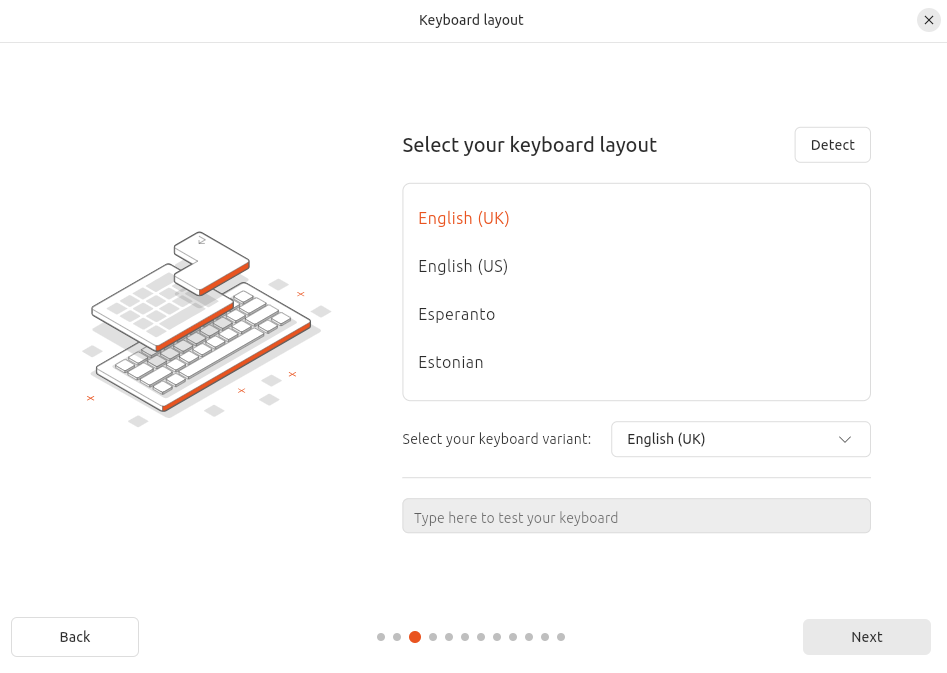 Keyboard layout
Select your keyboard layout
Detect
English (UK)
English (US)
Esperanto
Estonian
Select your keyboard variant:
English (UK)
Type here to test your keyboard
Back
Next